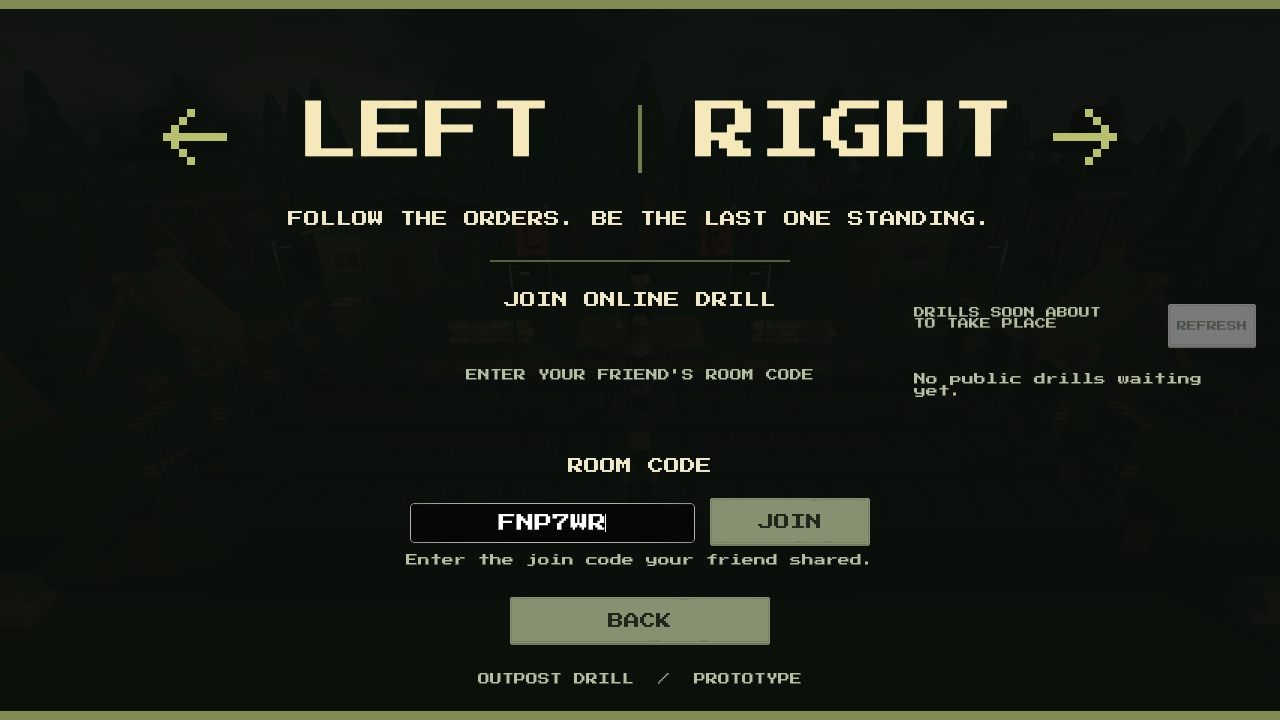 LEFT | RIGHT
FOLLOW THE ORDERS. BE THE LAST ONE STANDING.
JOIN ONLINE DRILL
DRILLS SOON ABOUT
TO TAKE PLACE
REFRESH
ENTER YOUR FRIEND'S ROOM CODE
No public drills waiting
yet.
ROOM CODE
FNP7WR
JOIN
Enter the join code your friend shared.
BACK
OUTPOST DRILL / PROTOTYPE